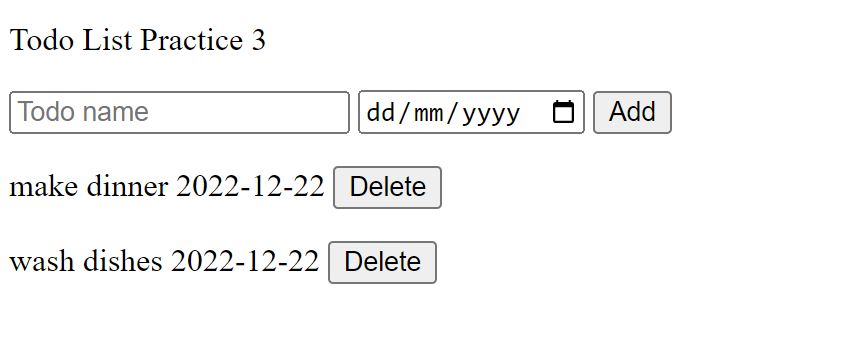 Todo List Practice 3
Todo name dd/mm/yyyy Add
make dinner 2022-12-22 Delete
wash dishes 2022-12-22 Delete